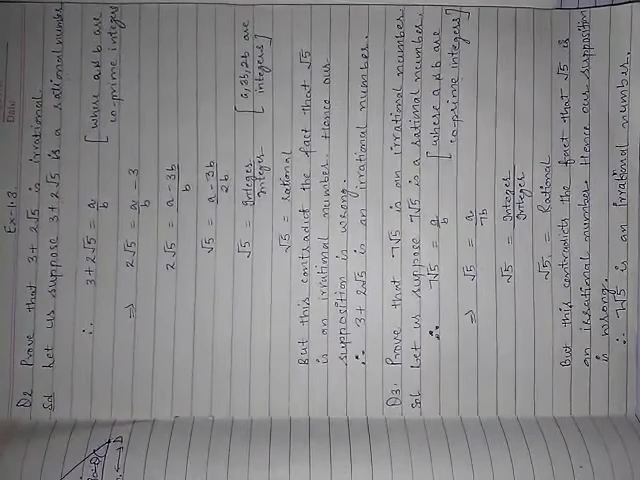 Date
Ex-1.3.
Q2 Prove that 3+2√5 is irrational.
Sol Let us suppose 3+2√5 is a rational number
∴ 3+2√5 = a/b [where a & b are co-prime integers
⇒ 2√5 = a/b - 3
2√5 = a-3b/b
√5 = a-3b/2b
√5 = Integer/Integer [a, 3b, 2b are integers]
√5 = rational
But this contradict the fact that √5
is an irrational number. Hence our
supposition is wrong.
∴ 3+2√5 is an irrational number.
Q3. Prove that 7√5 is an irrational number.
Sol Let us suppose 7√5 is a rational number.
∴ 7√5 = a/b [where a & b are co-prime integers]
⇒ √5 = a/7b
√5 = Integer/Integer
√5 = Rational
But this contradicts the fact that √5 is
an irrational number. Hence our supposition
is wrong.
∴ 7√5 is an irrational number.